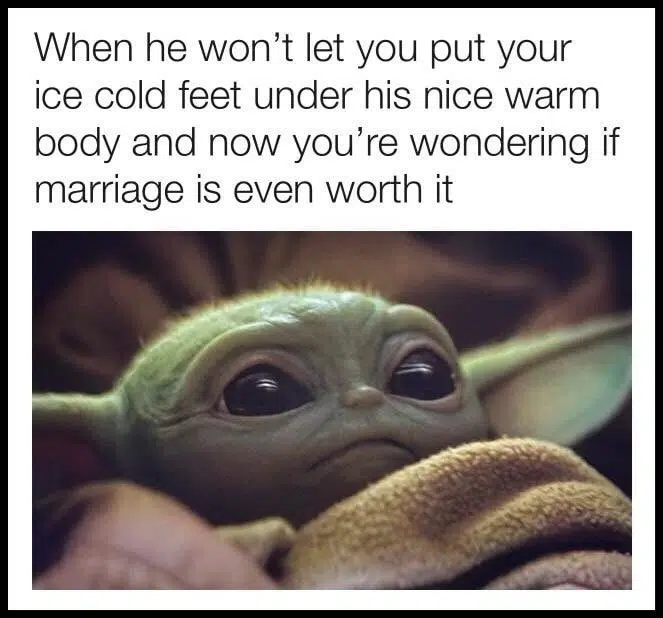 When he won’t let you put your
ice cold feet under his nice warm
body and now you’re wondering if
marriage is even worth it